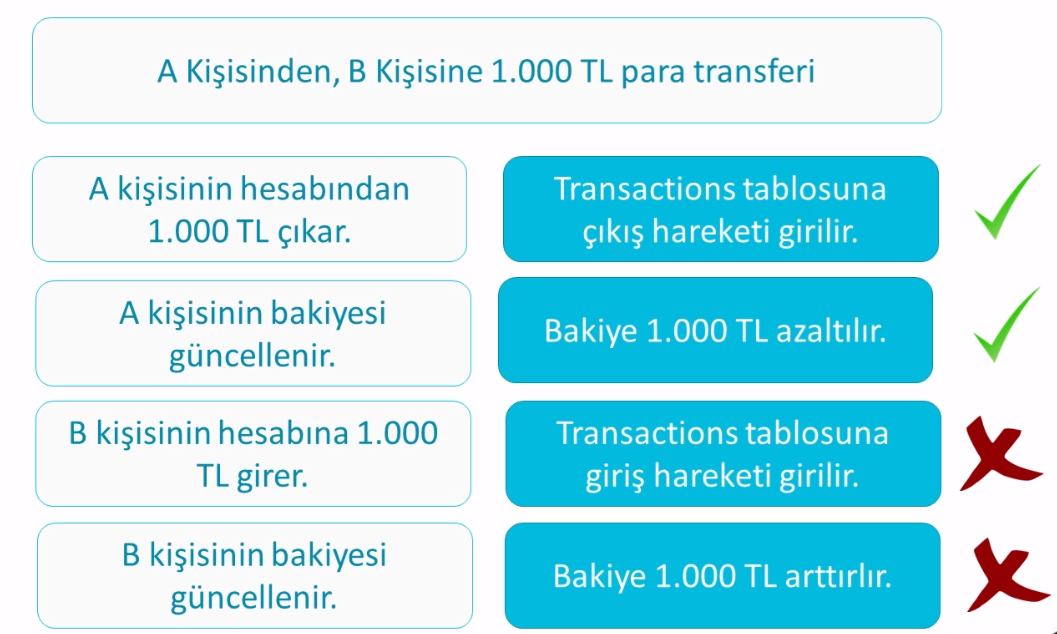 A Kişisinden, B Kişisine 1.000 TL para transferi
A kişisinin hesabından
1.000 TL çıkar.
Transactions tablosuna
çıkış hareketi girilir.
A kişisinin bakiyesi
güncellenir.
Bakiye 1.000 TL azaltılır.
B kişisinin hesabına 1.000
TL girer.
Transactions tablosuna
giriş hareketi girilir.
B kişisinin bakiyesi
güncellenir.
Bakiye 1.000 TL arttırlır.